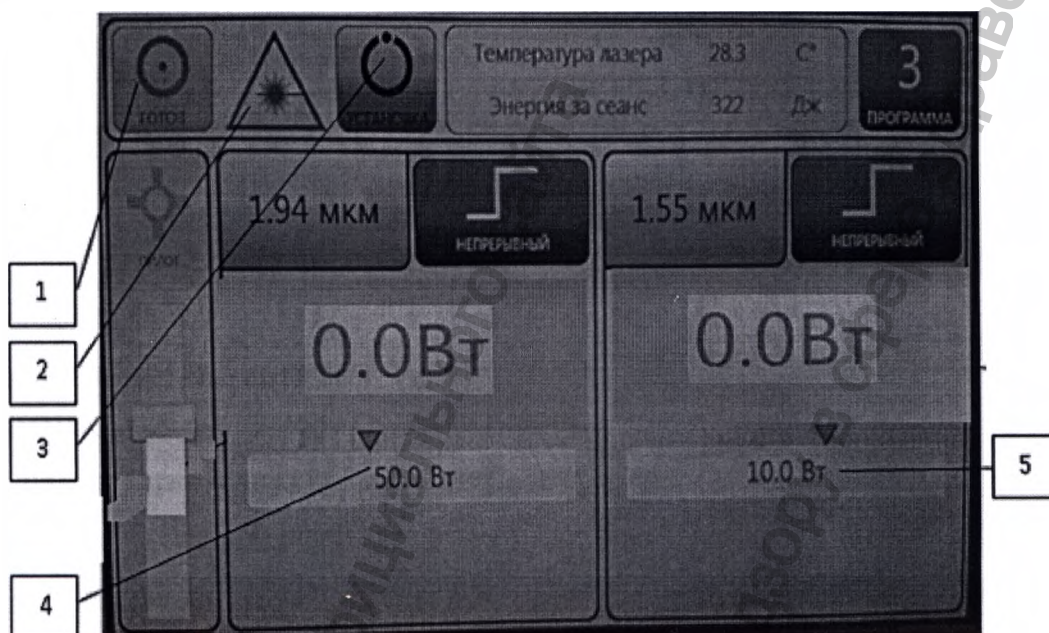 ГОТОВ
УСТАНОВКА
Температура лазера 28.3 C°
Энергия за сеанс 322 Дж
3
ПРОГРАММА
ПИЛОТ
1.94 мкм
НЕПРЕРЫВНЫЙ
1.55 мкм
НЕПРЕРЫВНЫЙ
0.0Вт
0.0Вт
50.0 Вт
10.0 Вт
1
2
3
4
5